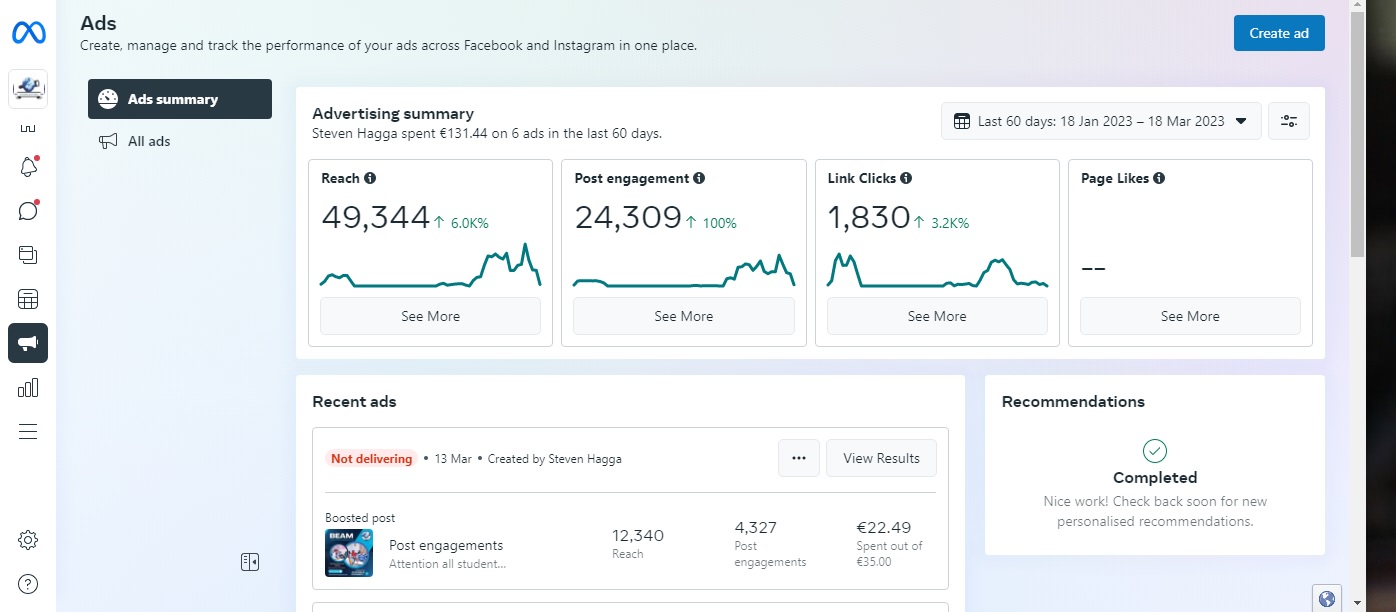 Ads
Create, manage and track the performance of your ads across Facebook and Instagram in one place.
Create ad
Ads summary
All ads
Advertising summary
Steven Hagga spent €131.44 on 6 ads in the last 60 days.
Last 60 days: 18 Jan 2023 – 18 Mar 2023
Reach
49,344 ↑ 6.0K%
See More
Post engagement
24,309 ↑ 100%
See More
Link Clicks
1,830 ↑ 3.2K%
See More
Page Likes
--
See More
Recent ads
Not delivering • 13 Mar • Created by Steven Hagga
View Results
Boosted post
BEAM
Post engagements
Attention all student...
12,340
Reach
4,327
Post
engagements
€22.49
Spent out of
€35.00
Recommendations
Completed
Nice work! Check back soon for new
personalised recommendations.